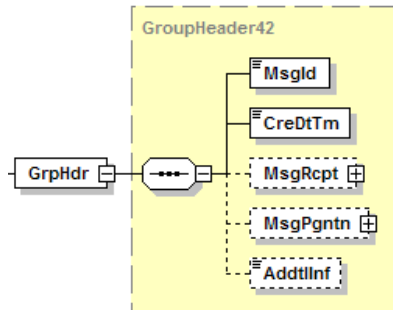 GroupHeader42
MsgId
CreDtTm
GrpHdr
MsgRcpt
MsgPgntn
AddtlInf